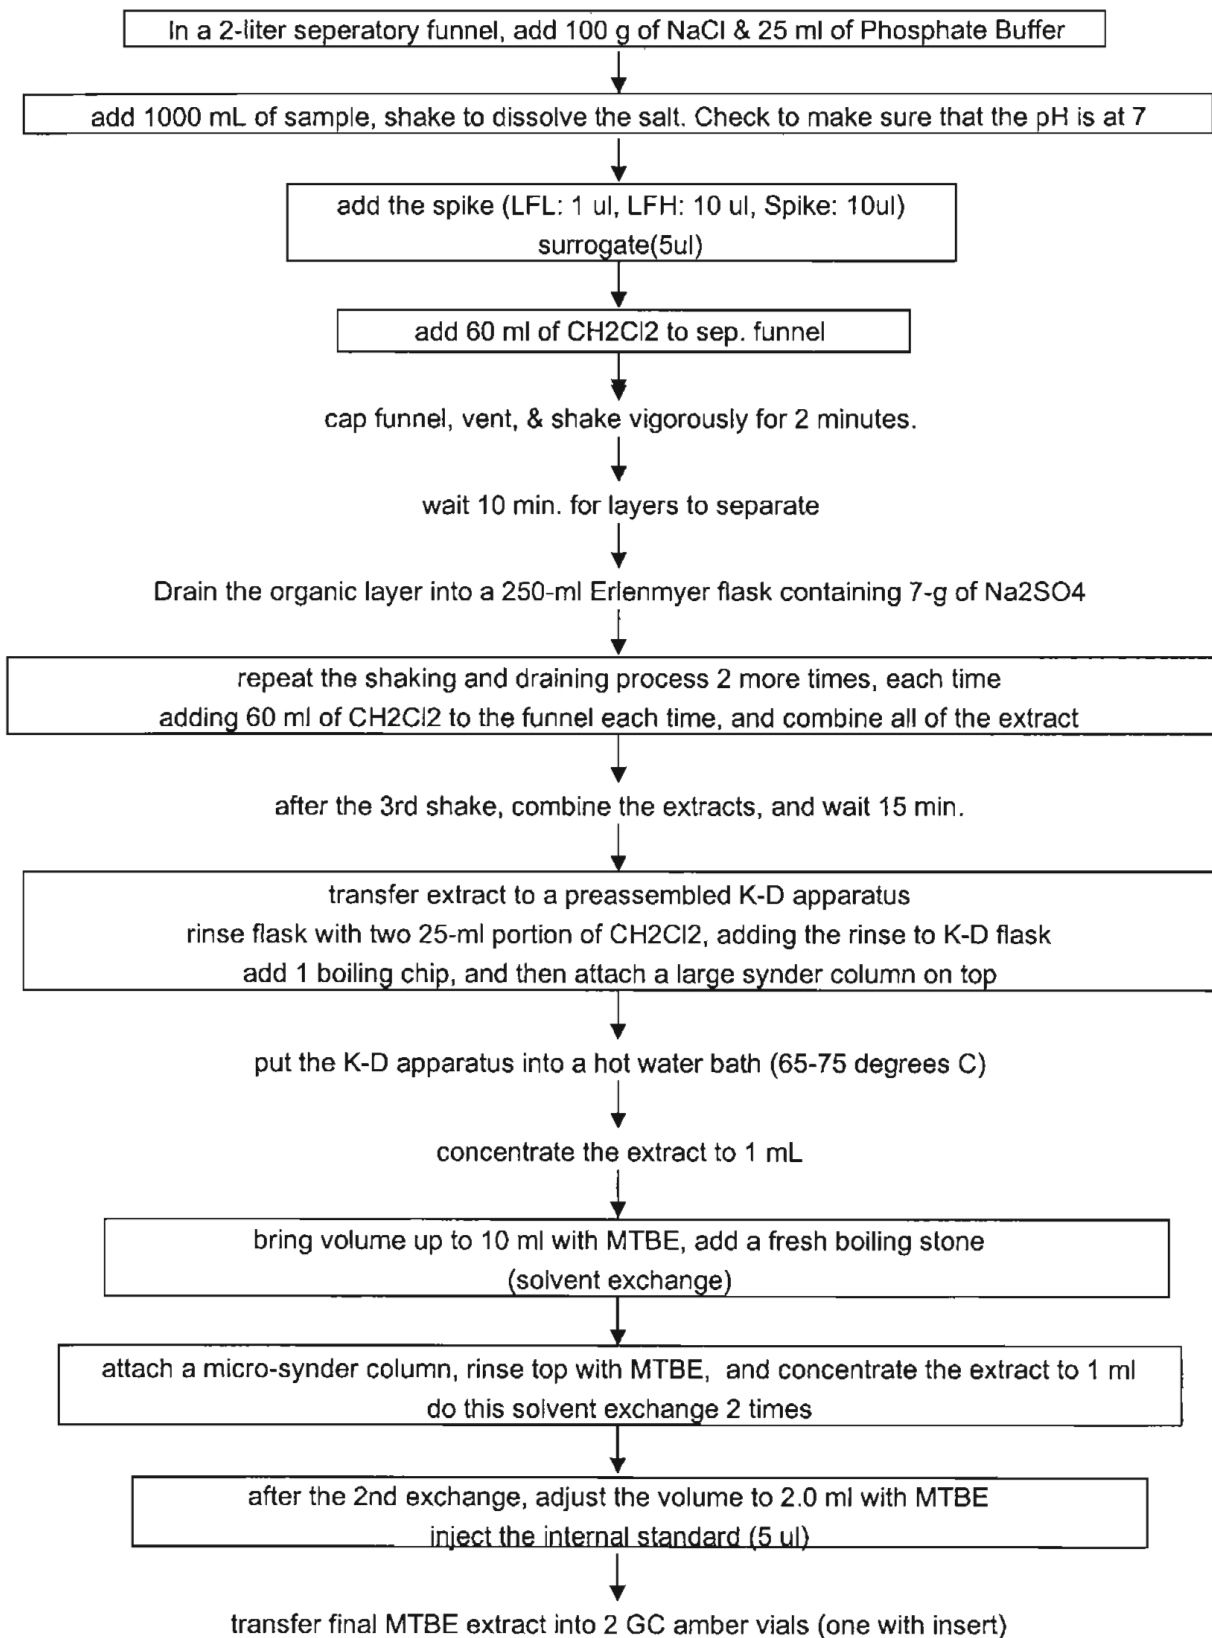 In a 2-liter seperatory funnel, add 100 g of NaCl & 25 ml of Phosphate Buffer
add 1000 mL of sample, shake to dissolve the salt. Check to make sure that the pH is at 7
add the spike (LFL: 1 ul, LFH: 10 ul, Spike: 10ul)
surrogate(5ul)
add 60 ml of CH2Cl2 to sep. funnel
cap funnel, vent, & shake vigorously for 2 minutes.
wait 10 min. for layers to separate
Drain the organic layer into a 250-ml Erlenmyer flask containing 7-g of Na2SO4
repeat the shaking and draining process 2 more times, each time
adding 60 ml of CH2Cl2 to the funnel each time, and combine all of the extract
after the 3rd shake, combine the extracts, and wait 15 min.
transfer extract to a preassembled K-D apparatus
rinse flask with two 25-ml portion of CH2Cl2, adding the rinse to K-D flask
add 1 boiling chip, and then attach a large synder column on top
put the K-D apparatus into a hot water bath (65-75 degrees C)
concentrate the extract to 1 mL
bring volume up to 10 ml with MTBE, add a fresh boiling stone
(solvent exchange)
attach a micro-synder column, rinse top with MTBE, and concentrate the extract to 1 ml
do this solvent exchange 2 times
after the 2nd exchange, adjust the volume to 2.0 ml with MTBE
inject the internal standard (5 ul)
transfer final MTBE extract into 2 GC amber vials (one with insert)